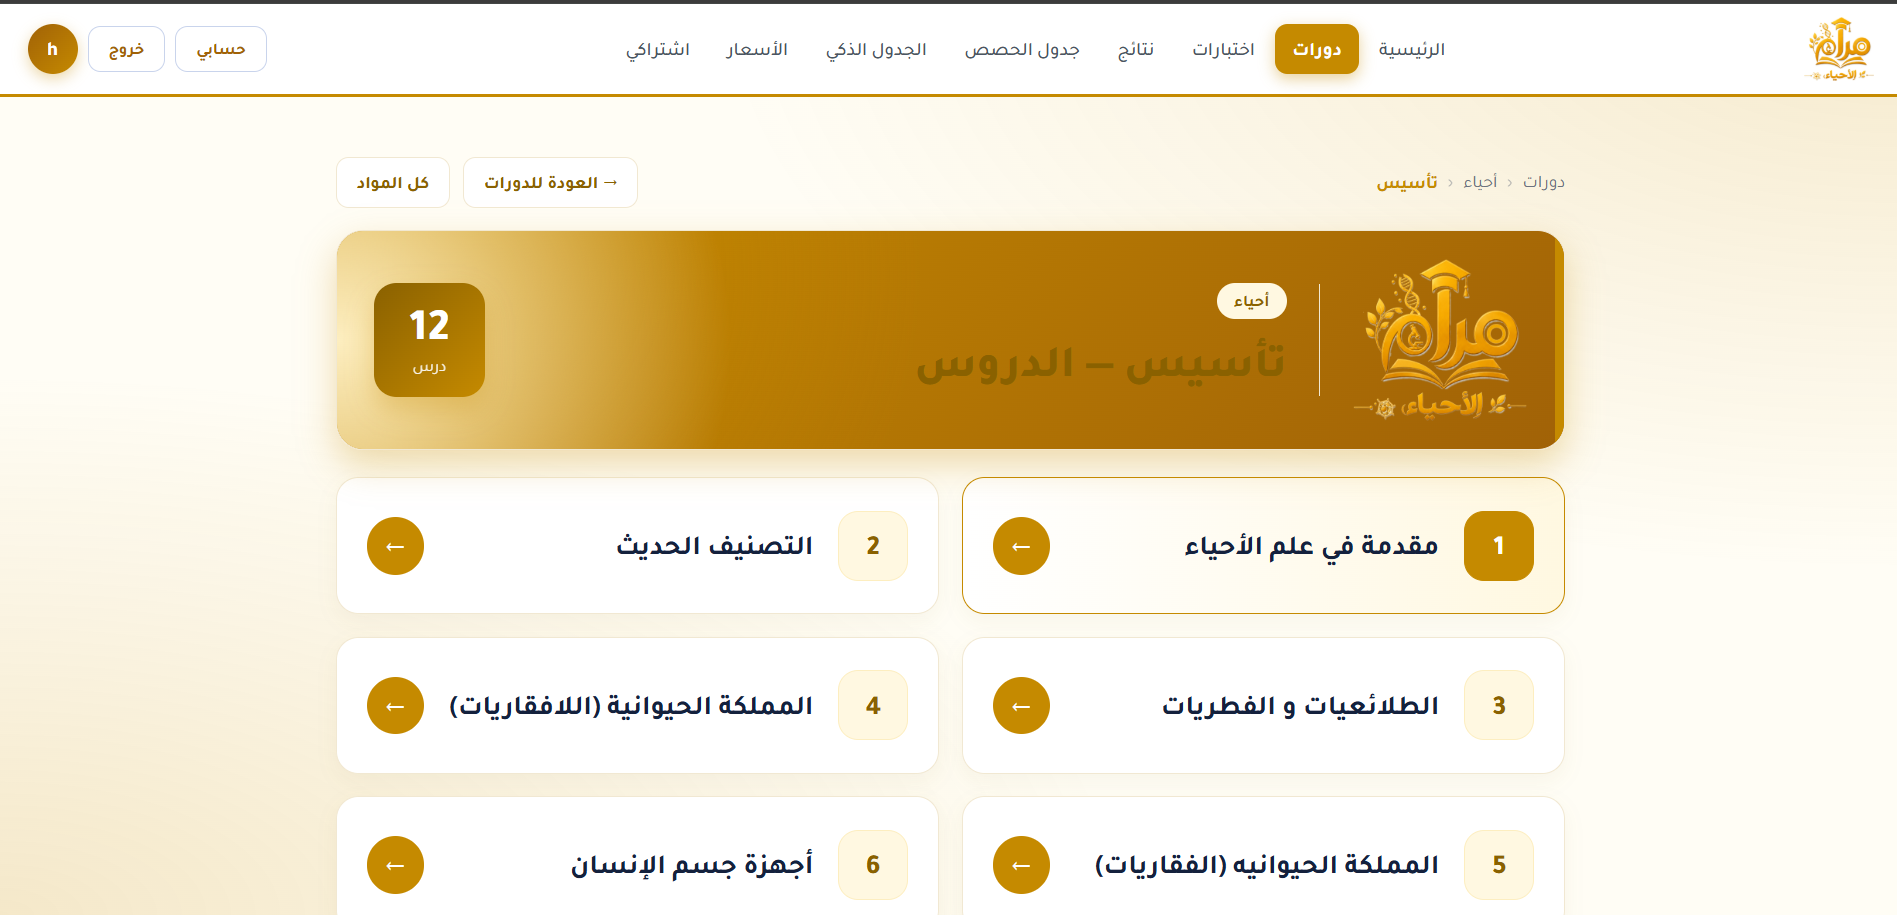 مرام
الأحياء
الرئيسية
دورات
اختبارات
نتائج
جدول الحصص
الجدول الذكي
الأسعار
اشتراكي
حسابي
خروج
h
دورات ‹ أحياء ‹ تأسيس
→ العودة للدورات
كل المواد
مرام
الأحياء
أحياء
تأسيس – الدروس
12
درس
1
مقدمة في علم الأحياء
←
2
التصنيف الحديث
←
3
الطلائعيات و الفطريات
←
4
المملكة الحيوانية (اللافقاريات)
←
5
المملكة الحيوانيه (الفقاريات)
←
6
أجهزة جسم الإنسان
←